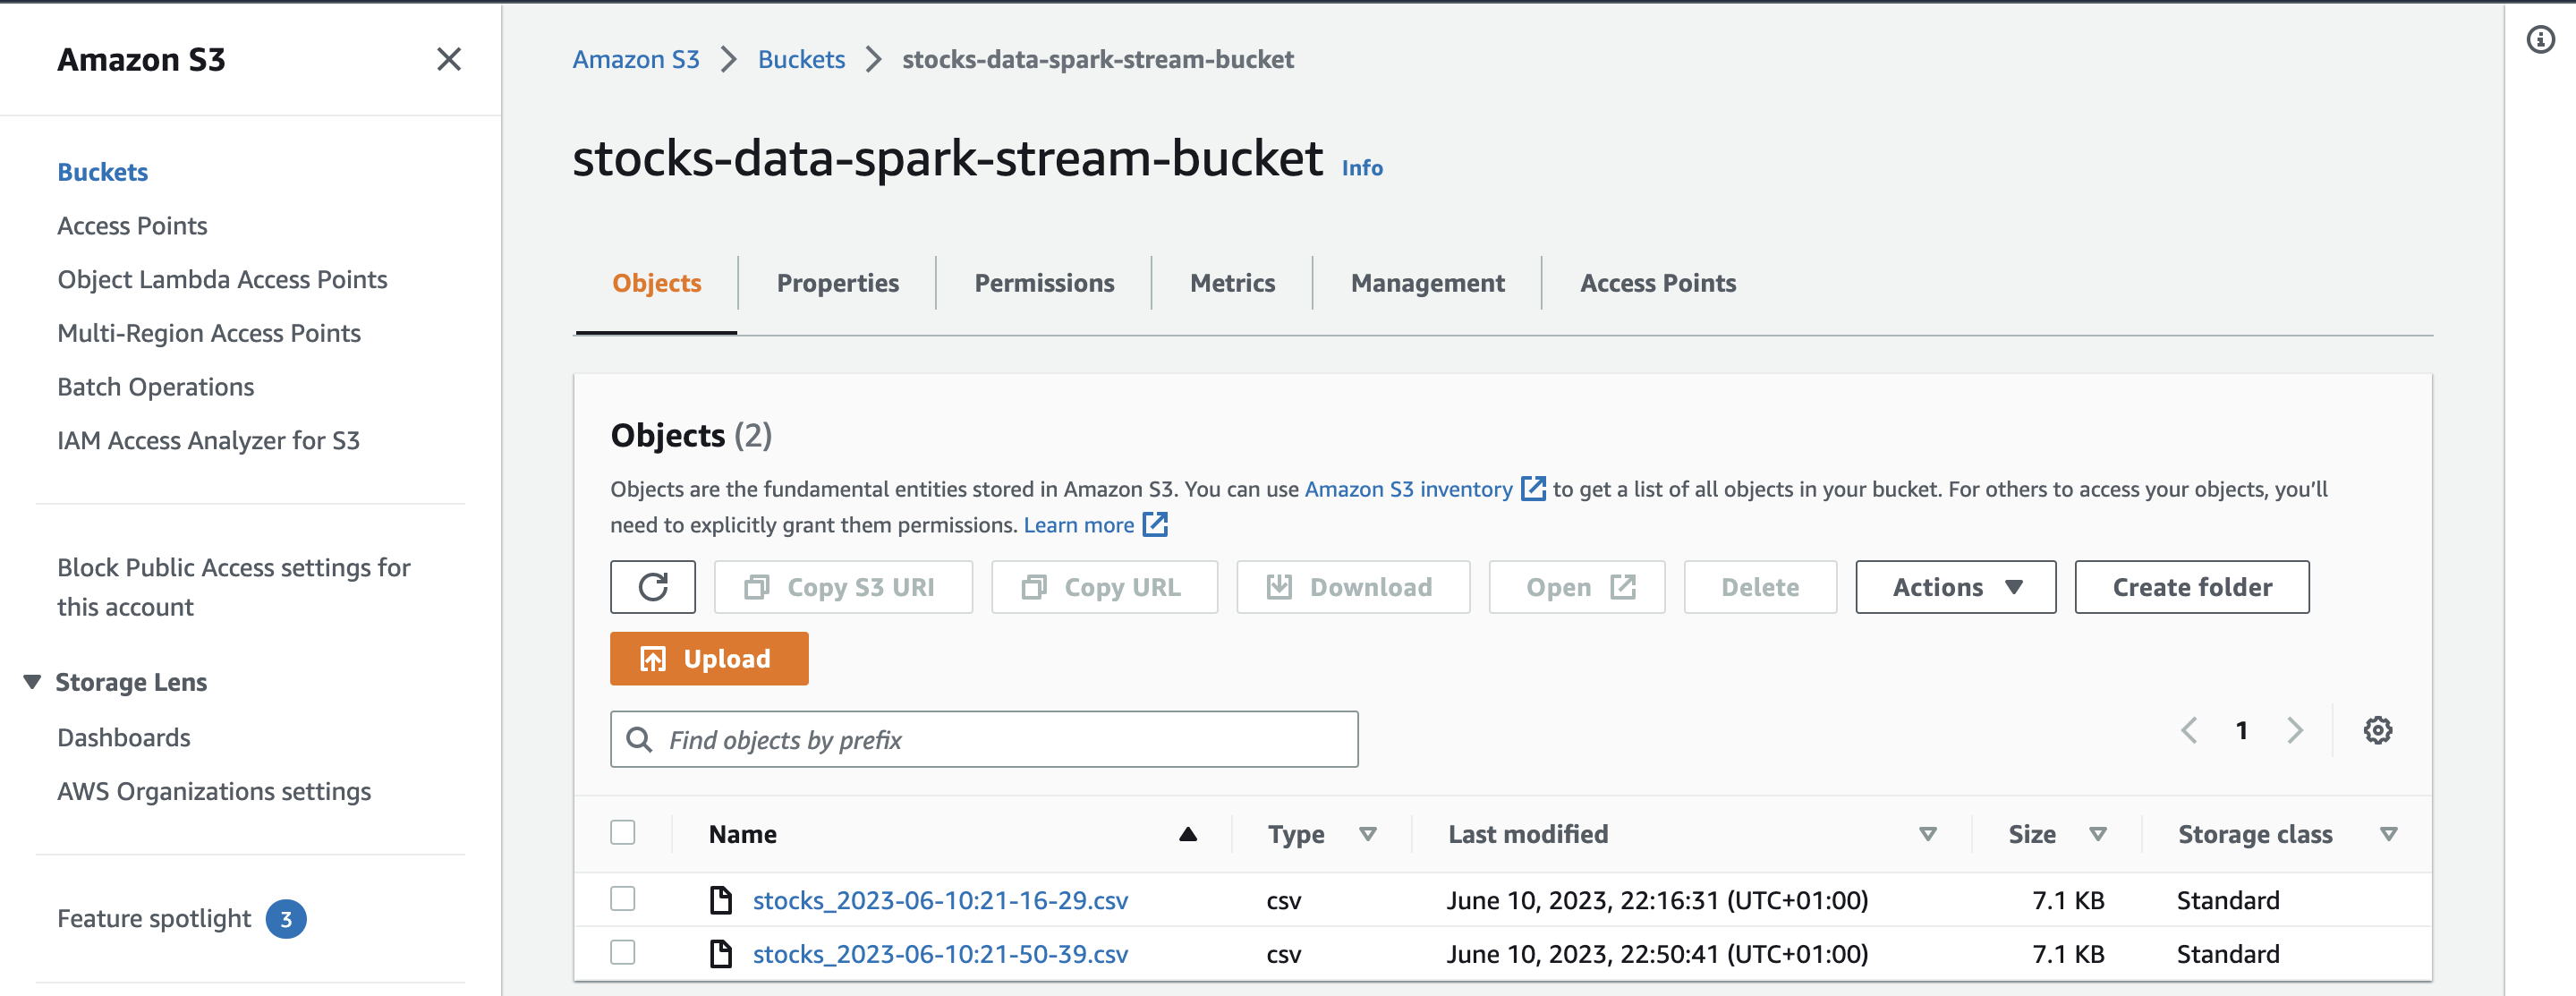 Amazon S3
Buckets
Access Points
Object Lambda Access Points
Multi-Region Access Points
Batch Operations
IAM Access Analyzer for S3
Block Public Access settings for
this account
Storage Lens
Dashboards
AWS Organizations settings
Feature spotlight 3
Amazon S3 Buckets stocks-data-spark-stream-bucket
stocks-data-spark-stream-bucket Info
Objects Properties Permissions Metrics Management Access Points
Objects (2)
Objects are the fundamental entities stored in Amazon S3. You can use Amazon S3 inventory to get a list of all objects in your bucket. For others to access your objects, you'll
need to explicitly grant them permissions. Learn more
Copy S3 URI Copy URL Download Open Delete Actions Create folder
Upload
Find objects by prefix 1
Name Type Last modified Size Storage class
stocks_2023-06-10:21-16-29.csv csv June 10, 2023, 22:16:31 (UTC+01:00) 7.1 KB Standard
stocks_2023-06-10:21-50-39.csv csv June 10, 2023, 22:50:41 (UTC+01:00) 7.1 KB Standard